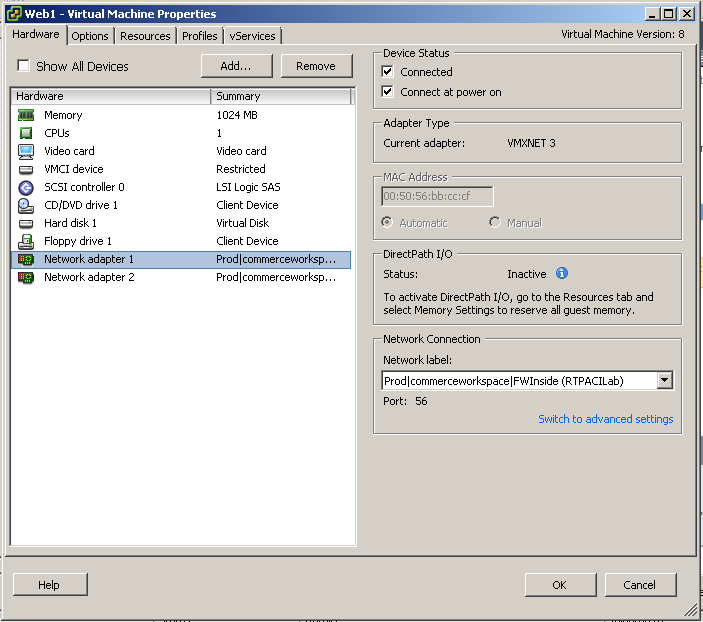 Web1 - Virtual Machine Properties
Hardware Options Resources Profiles vServices
Virtual Machine Version: 8
Show All Devices
Add...
Remove
Hardware Summary
Memory 1024 MB
CPUs 1
Video card Video card
VMCI device Restricted
SCSI controller 0 LSI Logic SAS
CD/DVD drive 1 Client Device
Hard disk 1 Virtual Disk
Floppy drive 1 Client Device
Network adapter 1 Prod|commerceworksp...
Network adapter 2 Prod|commerceworksp...
Device Status
Connected
Connect at power on
Adapter Type
Current adapter: VMXNET 3
MAC Address
00:50:56:bb:cc:cf
Automatic Manual
DirectPath I/O
Status: Inactive
To activate DirectPath I/O, go to the Resources tab and
select Memory Settings to reserve all guest memory.
Network Connection
Network label:
Prod|commerceworkspace|FWInside (RTPACILab)
Port: 56
Switch to advanced settings
Help
OK
Cancel